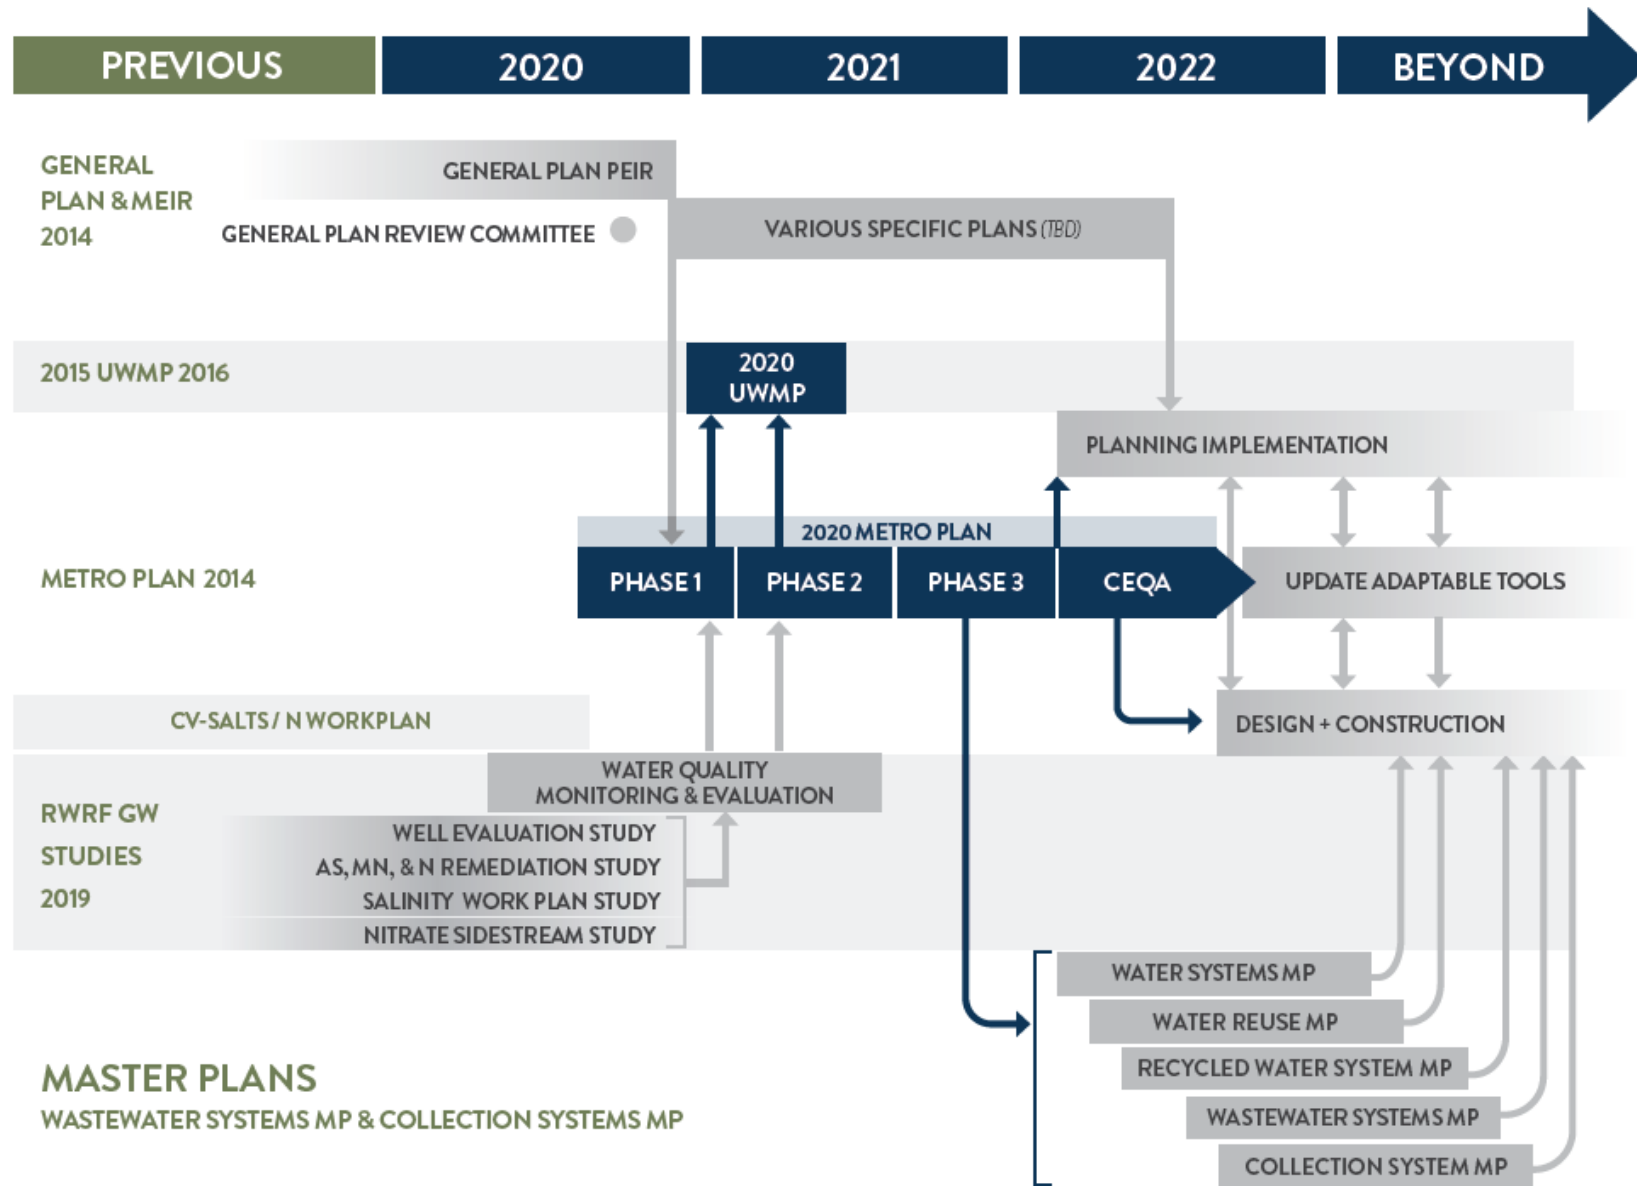 PREVIOUS
2020
2021
2022
BEYOND
GENERAL
PLAN & MEIR
2014
GENERAL PLAN PEIR
GENERAL PLAN REVIEW COMMITTEE
VARIOUS SPECIFIC PLANS (TBD)
2015 UWMP 2016
2020
UWMP
PLANNING IMPLEMENTATION
2020 METRO PLAN
METRO PLAN 2014
PHASE 1
PHASE 2
PHASE 3
CEQA
UPDATE ADAPTABLE TOOLS
CV-SALTS / N WORKPLAN
DESIGN + CONSTRUCTION
RWRF GW
STUDIES
2019
WATER QUALITY
MONITORING & EVALUATION
WELL EVALUATION STUDY
AS, MN, & N REMEDIATION STUDY
SALINITY WORK PLAN STUDY
NITRATE SIDESTREAM STUDY
WATER SYSTEMS MP
WATER REUSE MP
RECYCLED WATER SYSTEM MP
WASTEWATER SYSTEMS MP
COLLECTION SYSTEM MP
MASTER PLANS
WASTEWATER SYSTEMS MP & COLLECTION SYSTEMS MP